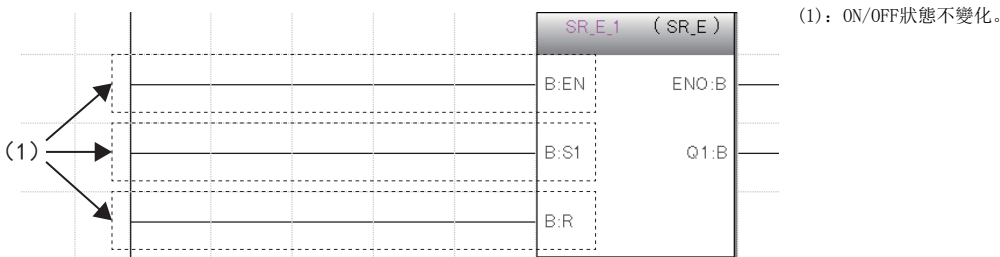 (1): ON/OFF狀態不變化。
SR_E_1 (SR_E)
B:EN ENO:B
(1)
B:S1 Q1:B
B:R